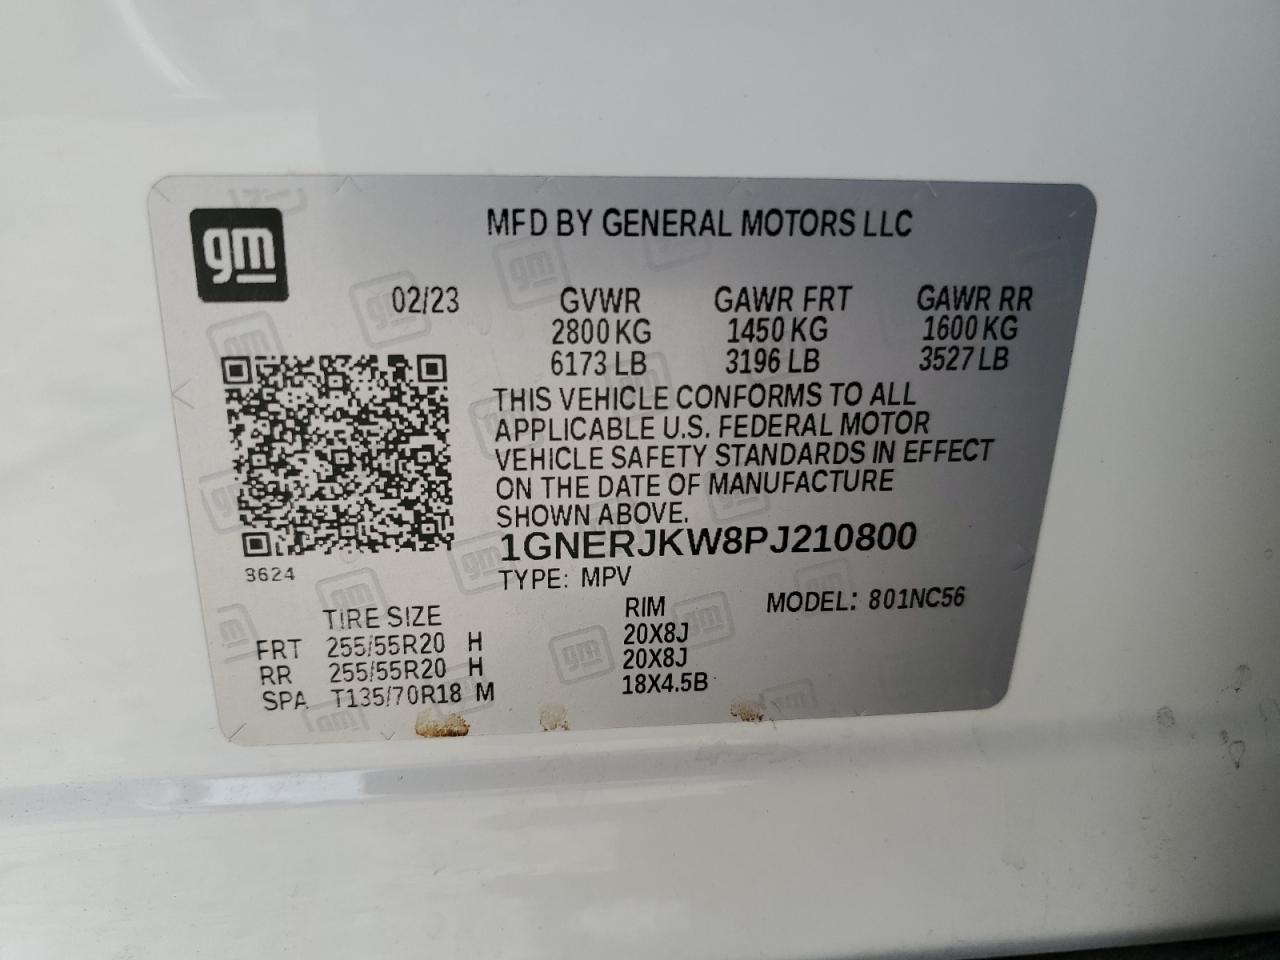 gm
MFD BY GENERAL MOTORS LLC
02/23 GVWR GAWR FRT GAWR RR
2800 KG 1450 KG 1600 KG
6173 LB 3196 LB 3527 LB
THIS VEHICLE CONFORMS TO ALL
APPLICABLE U.S. FEDERAL MOTOR
VEHICLE SAFETY STANDARDS IN EFFECT
ON THE DATE OF MANUFACTURE
SHOWN ABOVE.
1GNERJKW8PJ210800
3624
TYPE: MPV
MODEL: 801NC56
TIRE SIZE RIM
FRT 255/55R20 H 20X8J
RR 255/55R20 H 20X8J
SPA T135/70R18 M 18X4.5B